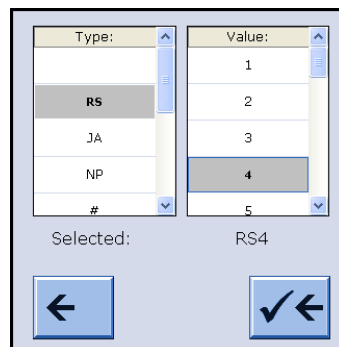 Type: Value:
1
RS 2
JA 3
NP 4
# 5
Selected: RS4